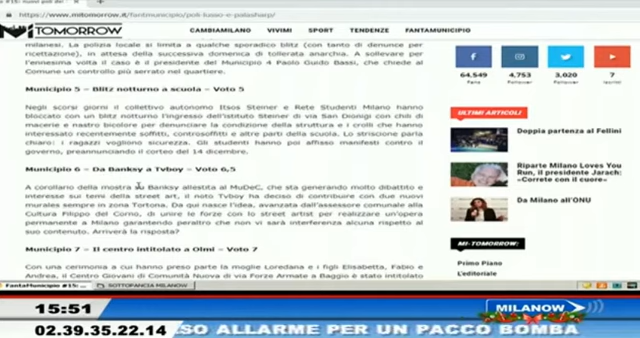 https://www.mitomorrow.it/fantmunicipio/poli-lusso-e-palasharp/
MI TOMORROW
CAMBIAMENTI VIVIMI SPORT TENDENZE FANTAMUNICIPIO
milanesi. La polizia locale si limita a qualche sporadico blitz (con tanto di denunce per
ricettazione), in attesa della successiva domenica di tollerata anarchia. A sollevare per
l'ennesima volta il caso è il presidente del Municipio 4 Paolo Guido Bassi, che chiede al
Comune un controllo più serrato nel quartiere.
Municipio 5 – Blitz notturno a scuola – Voto 5
Negli scorsi giorni il collettivo autonomo Itsos Steiner e Rete Studenti Milano hanno
bloccato con un blitz notturno l'ingresso dell'istituto Steiner di via San Dionigi con chili di
macerie e nastro bicolore per denunciare la condizione della struttura e i crolli che hanno
interessato recentemente soffitti, controsoffitti e altre parti della scuola. Lo striscione parla
chiaro: i ragazzi vogliono sicurezza. Gli studenti hanno poi affisso manifesti contro il
governo, preannunciando il corteo del 14 dicembre.
Municipio 6 – Da Banksy a Tvboy – Voto 6,5
A corollario della mostra su Banksy allestita al MuDeC, che sta generando molto dibattito e
interesse sui temi della street art, il noto Tvboy ha deciso di contribuire con due nuovi
murales sempre in zona Tortona. Da qui nasce l'idea, avanzata dall'assessore comunale alla
Cultura Filippo del Corno, di unire le forze con lo street artist per realizzare un'opera
permanente a Milano garantendo peraltro che non vi sarà interferenza alcuna rispetto al
suo contenuto. Arriverà la risposta?
Municipio 7 – Il centro intitolato a Olmi – Voto 7
Con una cerimonia a cui hanno preso parte la moglie Loredana e i figli Elisabetta, Fabio e
Andrea, il Centro Giovani di Comunità Nuova di via Forze Armate a Baggio è stato intitolato
64,549
Fans
4,753
Follower
3,020
Follower
7
Iscritti
ULTIMI ARTICOLI
Doppia partenza al Fellini
Riparte Milano Loves You
Run, il presidente Jarach:
«Correte con il cuore»
Da Milano all'ONU
MI-TOMORROW:
Primo Piano
L'editoriale
FantaMunicipio #15:
SOTTOFANCIA MILANOW
15:51
MILANOW
02.39.35.22.14
SO ALLARME PER UN PACCO BOMBA